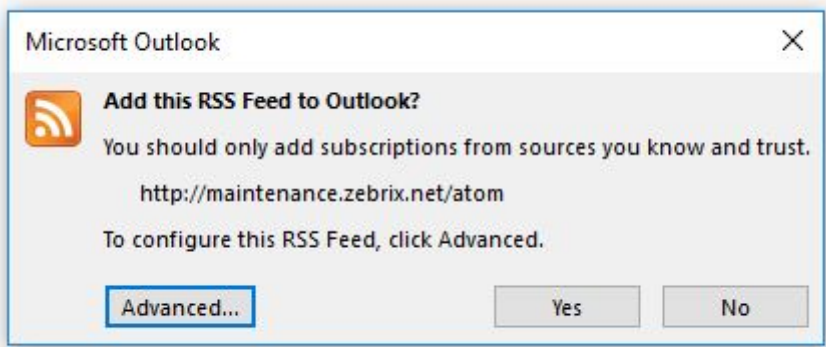 Microsoft Outlook
Add this RSS Feed to Outlook?
You should only add subscriptions from sources you know and trust.
http://maintenance.zebrix.net/atom
To configure this RSS Feed, click Advanced.
Advanced... Yes No